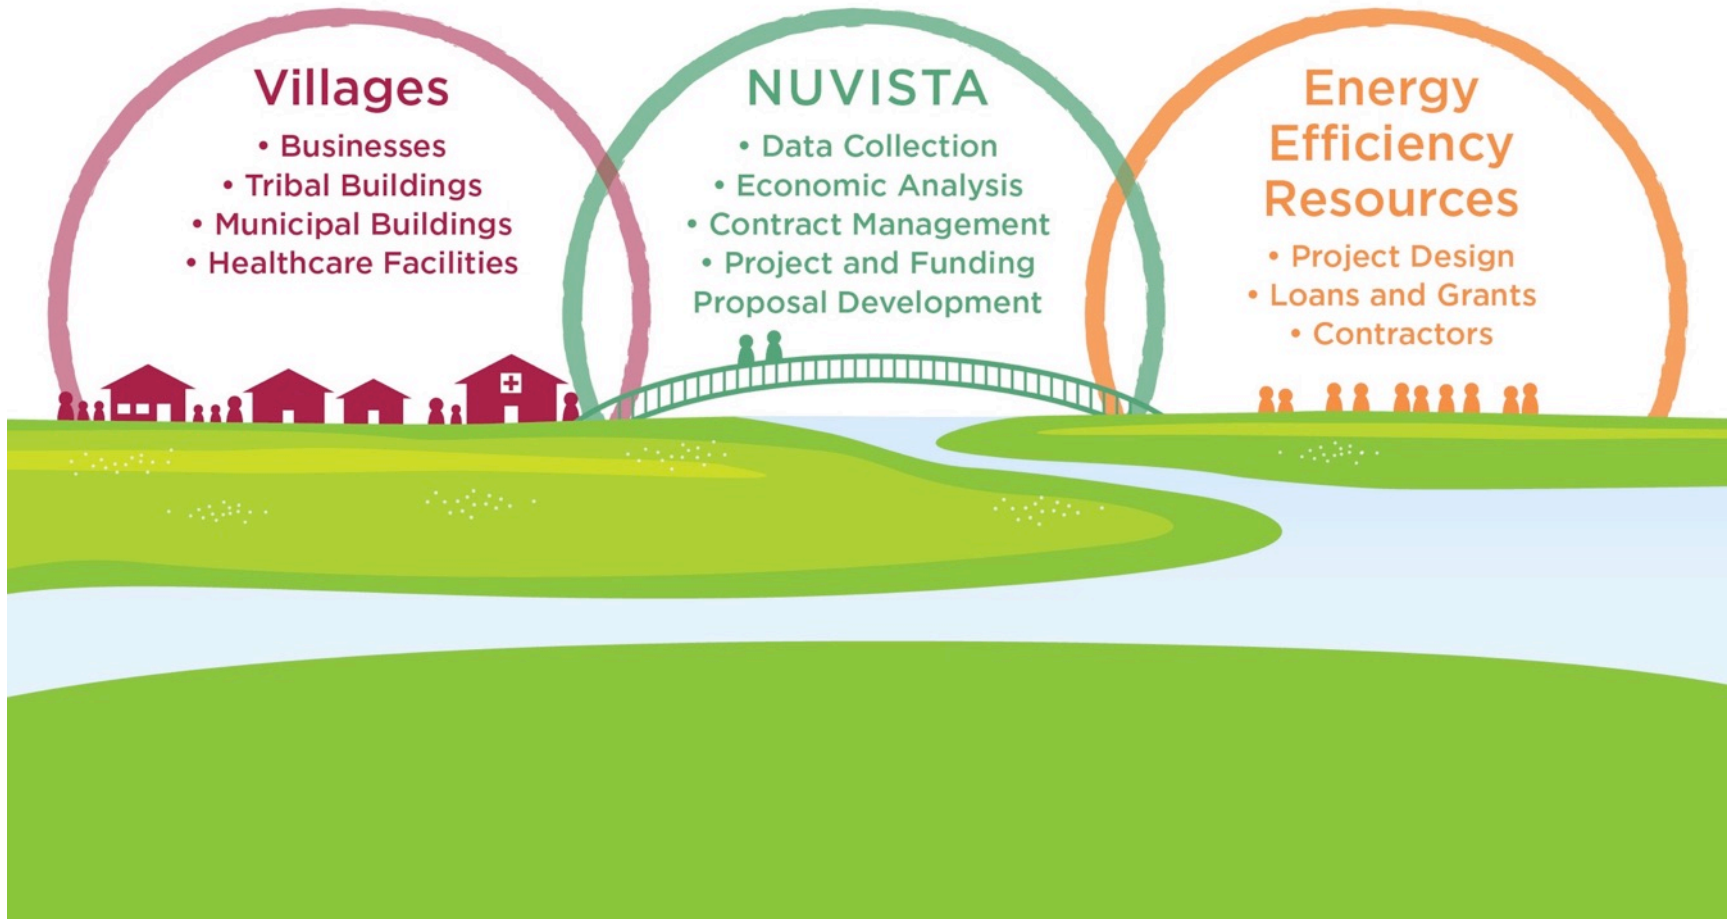 Villages
• Businesses
• Tribal Buildings
• Municipal Buildings
• Healthcare Facilities
NUVISTA
• Data Collection
• Economic Analysis
• Contract Management
• Project and Funding
Proposal Development
Energy
Efficiency
Resources
• Project Design
• Loans and Grants
• Contractors